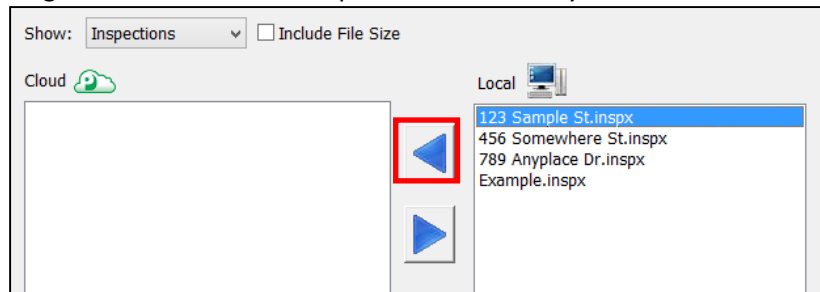 Show: Inspections Include File Size
Cloud
Local
123 Sample St.inspx
456 Somewhere St.inspx
789 Anyplace Dr.inspx
Example.inspx